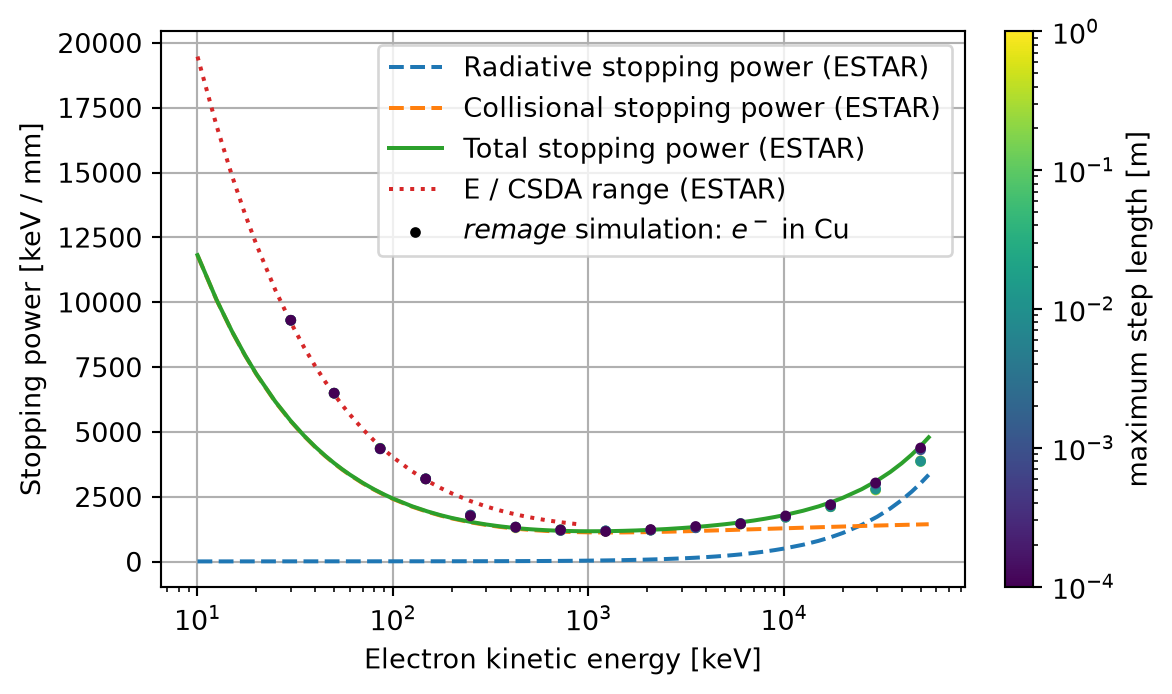 20000
17500
15000
12500
10000
7500
5000
2500
0
Stopping power [keV / mm]
Radiative stopping power (ESTAR)
Collisional stopping power (ESTAR)
Total stopping power (ESTAR)
E / CSDA range (ESTAR)
remage simulation: e⁻ in Cu
10¹
10²
10³
10⁴
Electron kinetic energy [keV]
10⁰
10⁻¹
10⁻²
10⁻³
10⁻⁴
maximum step length [m]